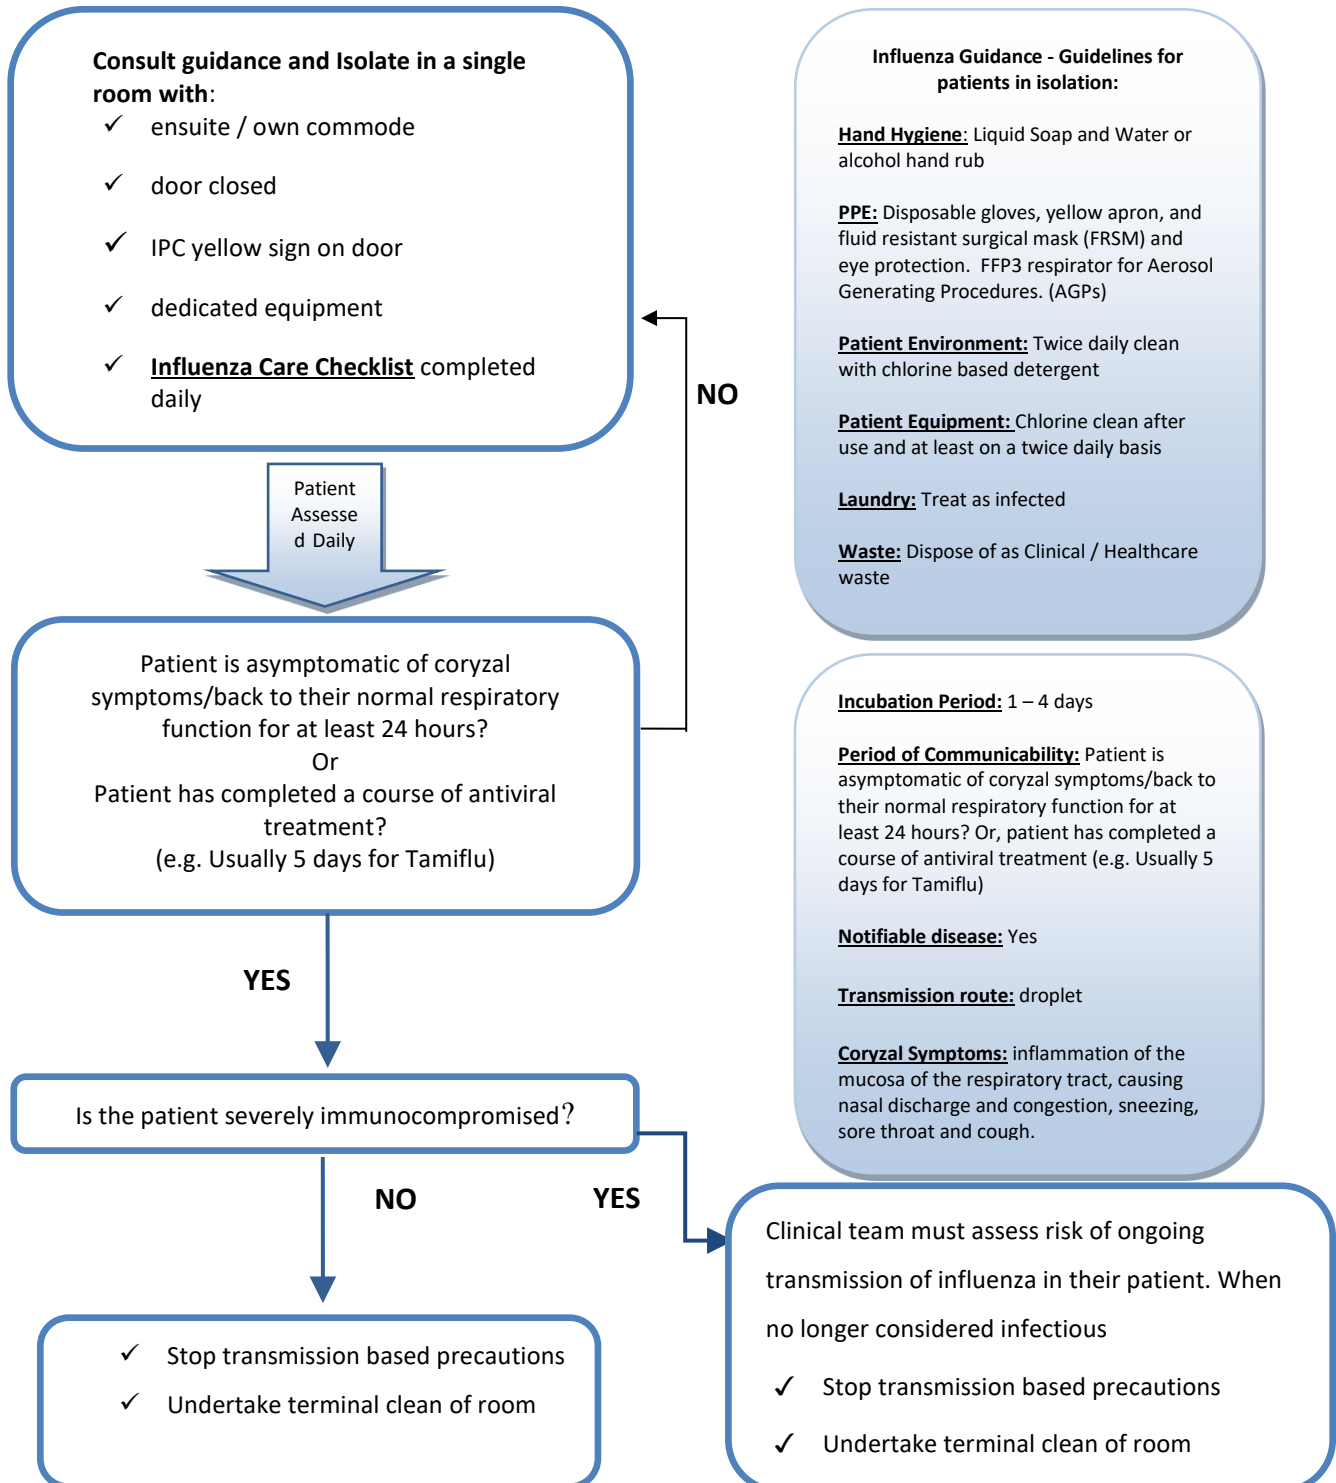 Consult guidance and Isolate in a single
room with:
✓ ensuite / own commode
✓ door closed
✓ IPC yellow sign on door
✓ dedicated equipment
✓ Influenza Care Checklist completed
daily
Patient
Assesse
d Daily
NO
Patient is asymptomatic of coryzal
symptoms/back to their normal respiratory
function for at least 24 hours?
Or
Patient has completed a course of antiviral
treatment?
(e.g. Usually 5 days for Tamiflu)
YES
Is the patient severely immunocompromised?
NO
YES
✓ Stop transmission based precautions
✓ Undertake terminal clean of room
Clinical team must assess risk of ongoing
transmission of influenza in their patient. When
no longer considered infectious
✓ Stop transmission based precautions
✓ Undertake terminal clean of room
Influenza Guidance - Guidelines for
patients in isolation:
Hand Hygiene: Liquid Soap and Water or
alcohol hand rub
PPE: Disposable gloves, yellow apron, and
fluid resistant surgical mask (FRSM) and
eye protection. FFP3 respirator for Aerosol
Generating Procedures. (AGPs)
Patient Environment: Twice daily clean
with chlorine based detergent
Patient Equipment: Chlorine clean after
use and at least on a twice daily basis
Laundry: Treat as infected
Waste: Dispose of as Clinical / Healthcare
waste
Incubation Period: 1 – 4 days
Period of Communicability: Patient is
asymptomatic of coryzal symptoms/back to
their normal respiratory function for at
least 24 hours? Or, patient has completed a
course of antiviral treatment (e.g. Usually 5
days for Tamiflu)
Notifiable disease: Yes
Transmission route: droplet
Coryzal Symptoms: inflammation of the
mucosa of the respiratory tract, causing
nasal discharge and congestion, sneezing,
sore throat and cough.